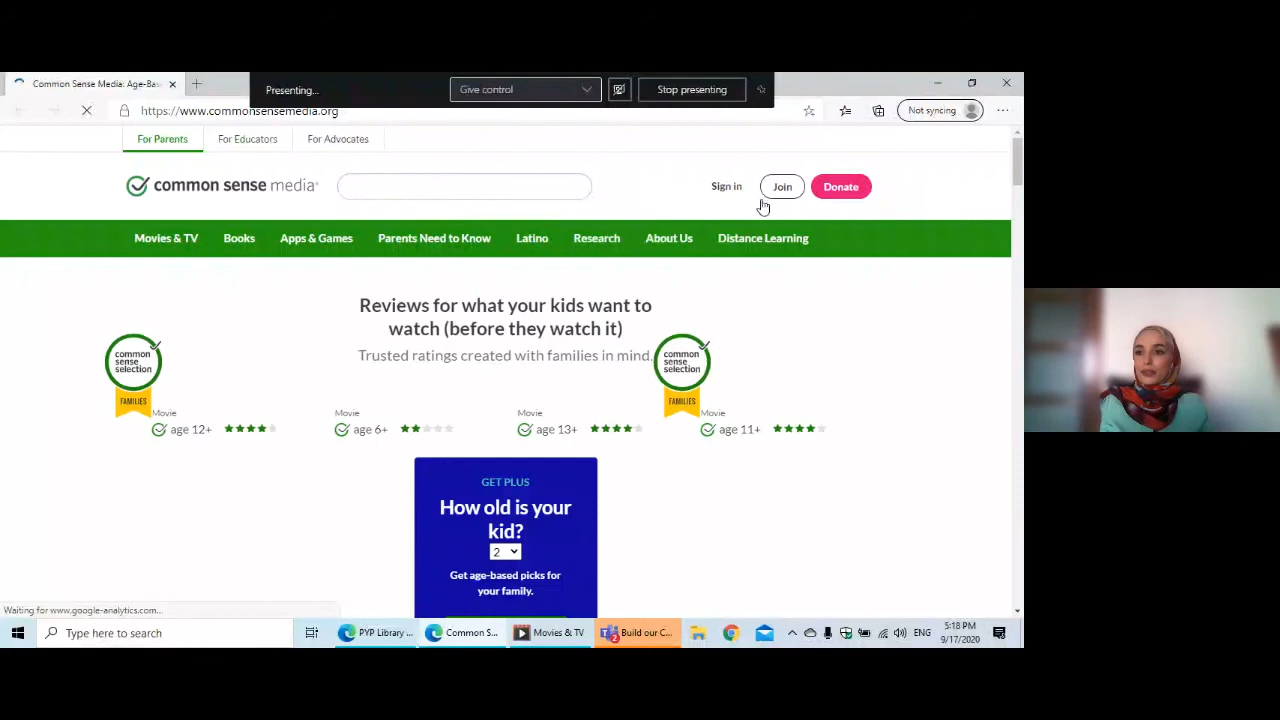 Common Sense Media: Age-Bas
Presenting...
Give control
Stop presenting
https://www.commonsensemedia.org
Not syncing
For Parents
For Educators
For Advocates
common sense media
Sign in
Join
Donate
Movies & TV
Books
Apps & Games
Parents Need to Know
Latino
Research
About Us
Distance Learning
Reviews for what your kids want to
watch (before they watch it)
Trusted ratings created with families in mind.
common
sense
selection
FAMILIES
common
sense
selection
FAMILIES
Movie
age 12+
Movie
age 6+
Movie
age 13+
Movie
age 11+
GET PLUS
How old is your
kid?
2
Get age-based picks for
your family.
Waiting for www.google-analytics.com...
Type here to search
PYP Library ...
Common S...
Movies & TV
2
Build our C...
ENG
5:18 PM
9/17/2020